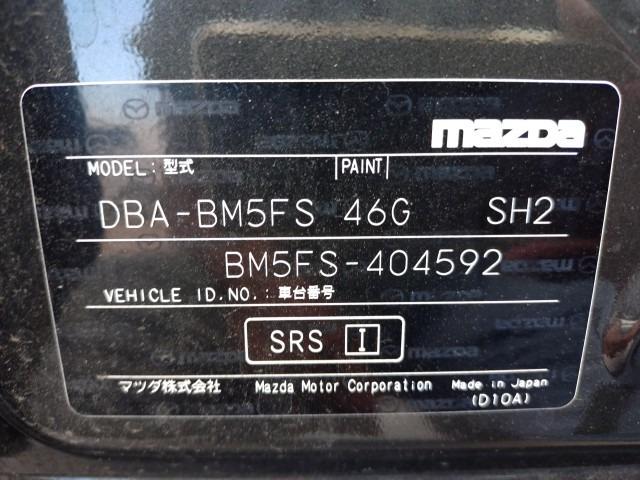 mazda
MODEL: 型式 PAINT
DBA-BM5FS 46G SH2
BM5FS-404592
VEHICLE ID.NO.: 車台番号
SRS I
マツダ株式会社 Mazda Motor Corporation Made in Japan
(D10A)